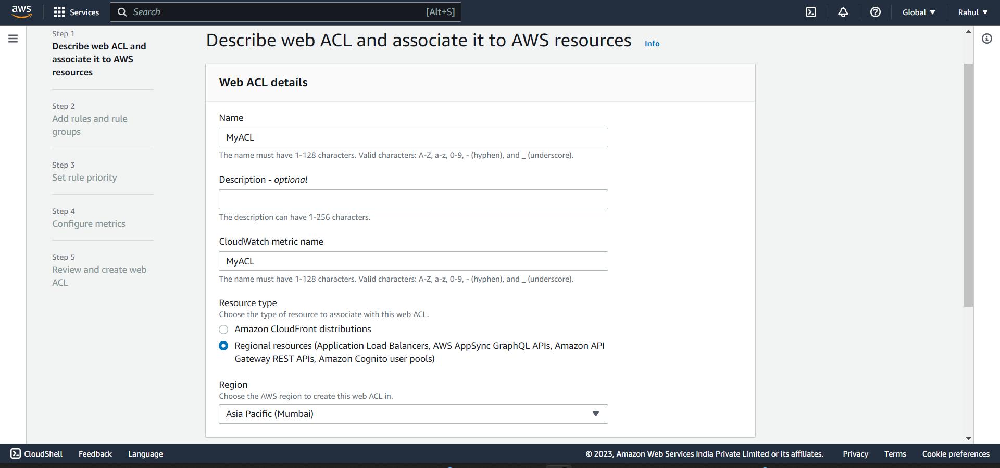 aws
Services
Search
[Alt+S]
Global
Rahul
Step 1
Describe web ACL and
associate it to AWS
resources
Step 2
Add rules and rule
groups
Step 3
Set rule priority
Step 4
Configure metrics
Step 5
Review and create web
ACL
Describe web ACL and associate it to AWS resources Info
Web ACL details
Name
MyACL
The name must have 1-128 characters. Valid characters: A-Z, a-z, 0-9, - (hyphen), and _ (underscore).
Description - optional
The description can have 1-256 characters.
CloudWatch metric name
MyACL
The name must have 1-128 characters. Valid characters: A-Z, a-z, 0-9, - (hyphen), and _ (underscore).
Resource type
Choose the type of resource to associate with this web ACL.
Amazon CloudFront distributions
Regional resources (Application Load Balancers, AWS AppSync GraphQL APIs, Amazon API
Gateway REST APIs, Amazon Cognito user pools)
Region
Choose the AWS region to create this web ACL in.
Asia Pacific (Mumbai)
CloudShell
Feedback
Language
© 2023, Amazon Web Services India Private Limited or its affiliates.
Privacy
Terms
Cookie preferences